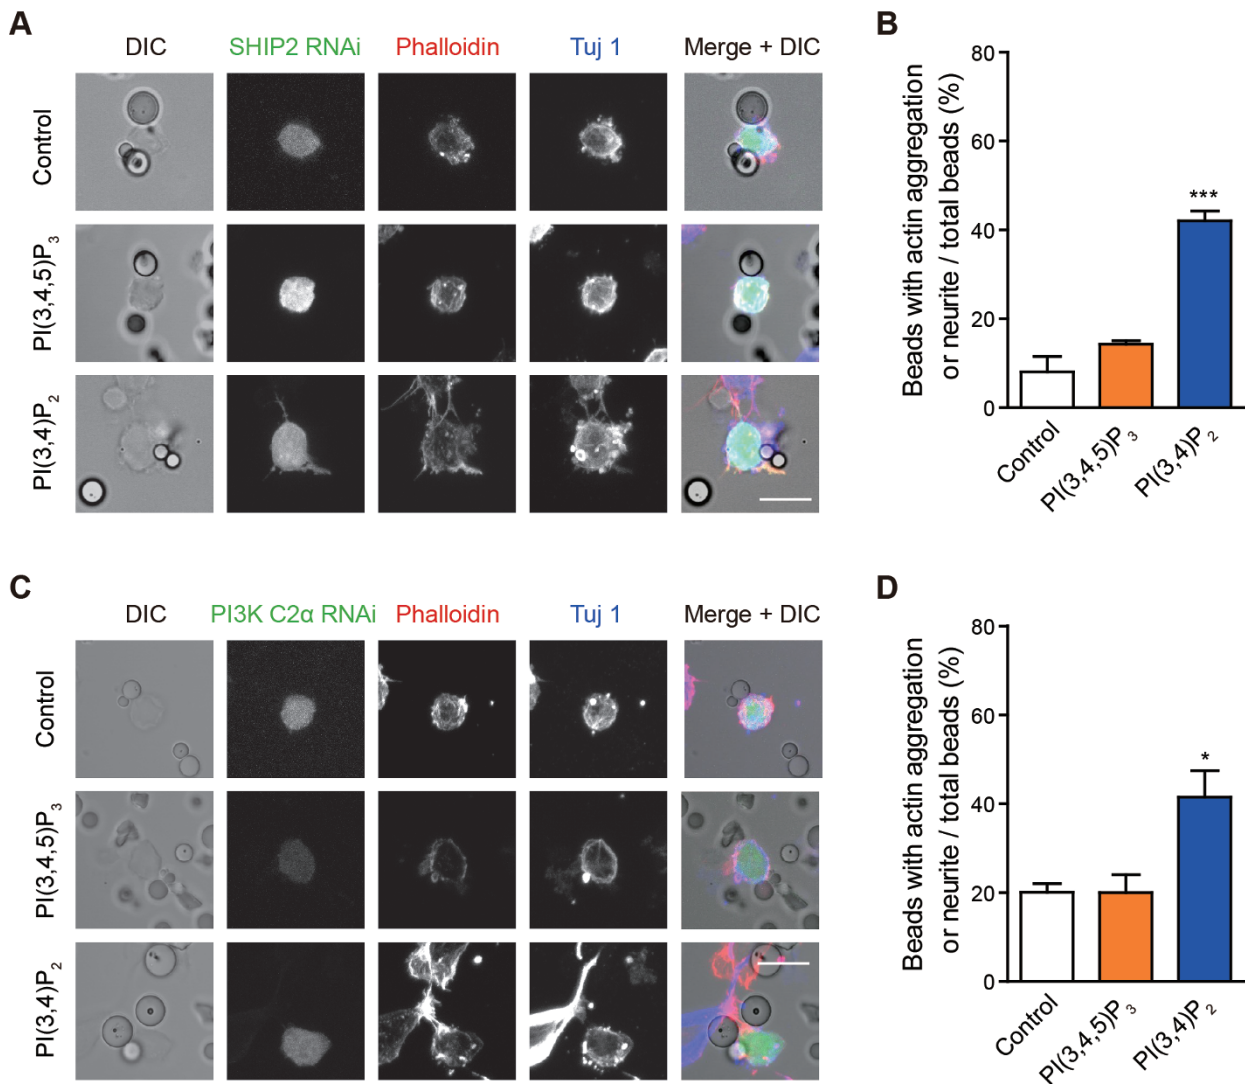 A
DIC SHIP2 RNAi Phalloidin Tuj 1 Merge + DIC
Control
PI(3,4,5)P3
PI(3,4)P2
B
Beads with actin aggregation
or neurite / total beads (%)
80
60
40
20
0
***
Control
PI(3,4,5)P3
PI(3,4)P2
C
DIC PI3K C2α RNAi Phalloidin Tuj 1 Merge + DIC
Control
PI(3,4,5)P3
PI(3,4)P2
D
Beads with actin aggregation
or neurite / total beads (%)
80
60
40
20
0
*
Control
PI(3,4,5)P3
PI(3,4)P2